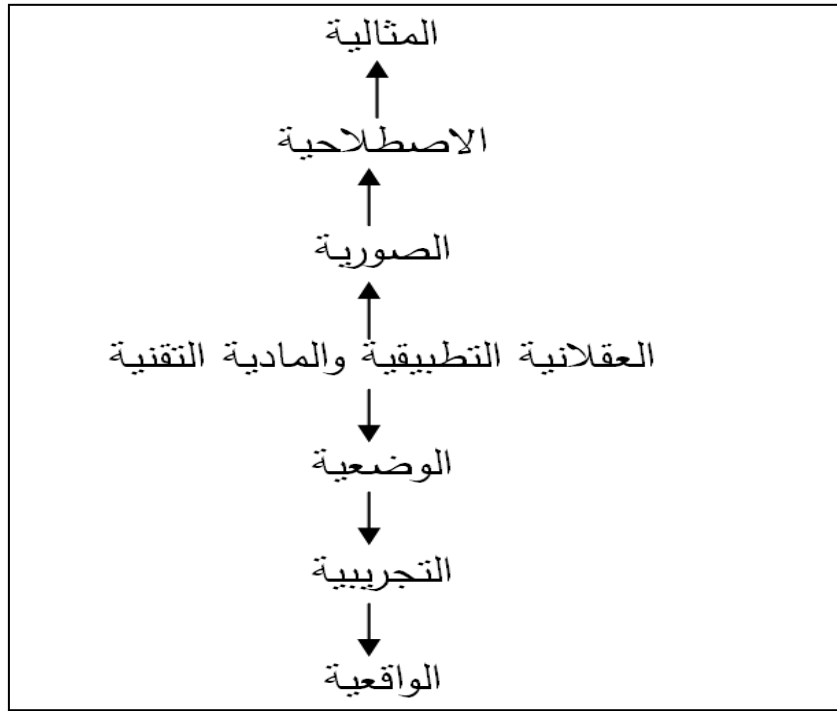 المثالية
الاصطلاحية
الصورية
العقلانية التطبيقية والمادية التقنية
الوضعية
التجريبية
الواقعية